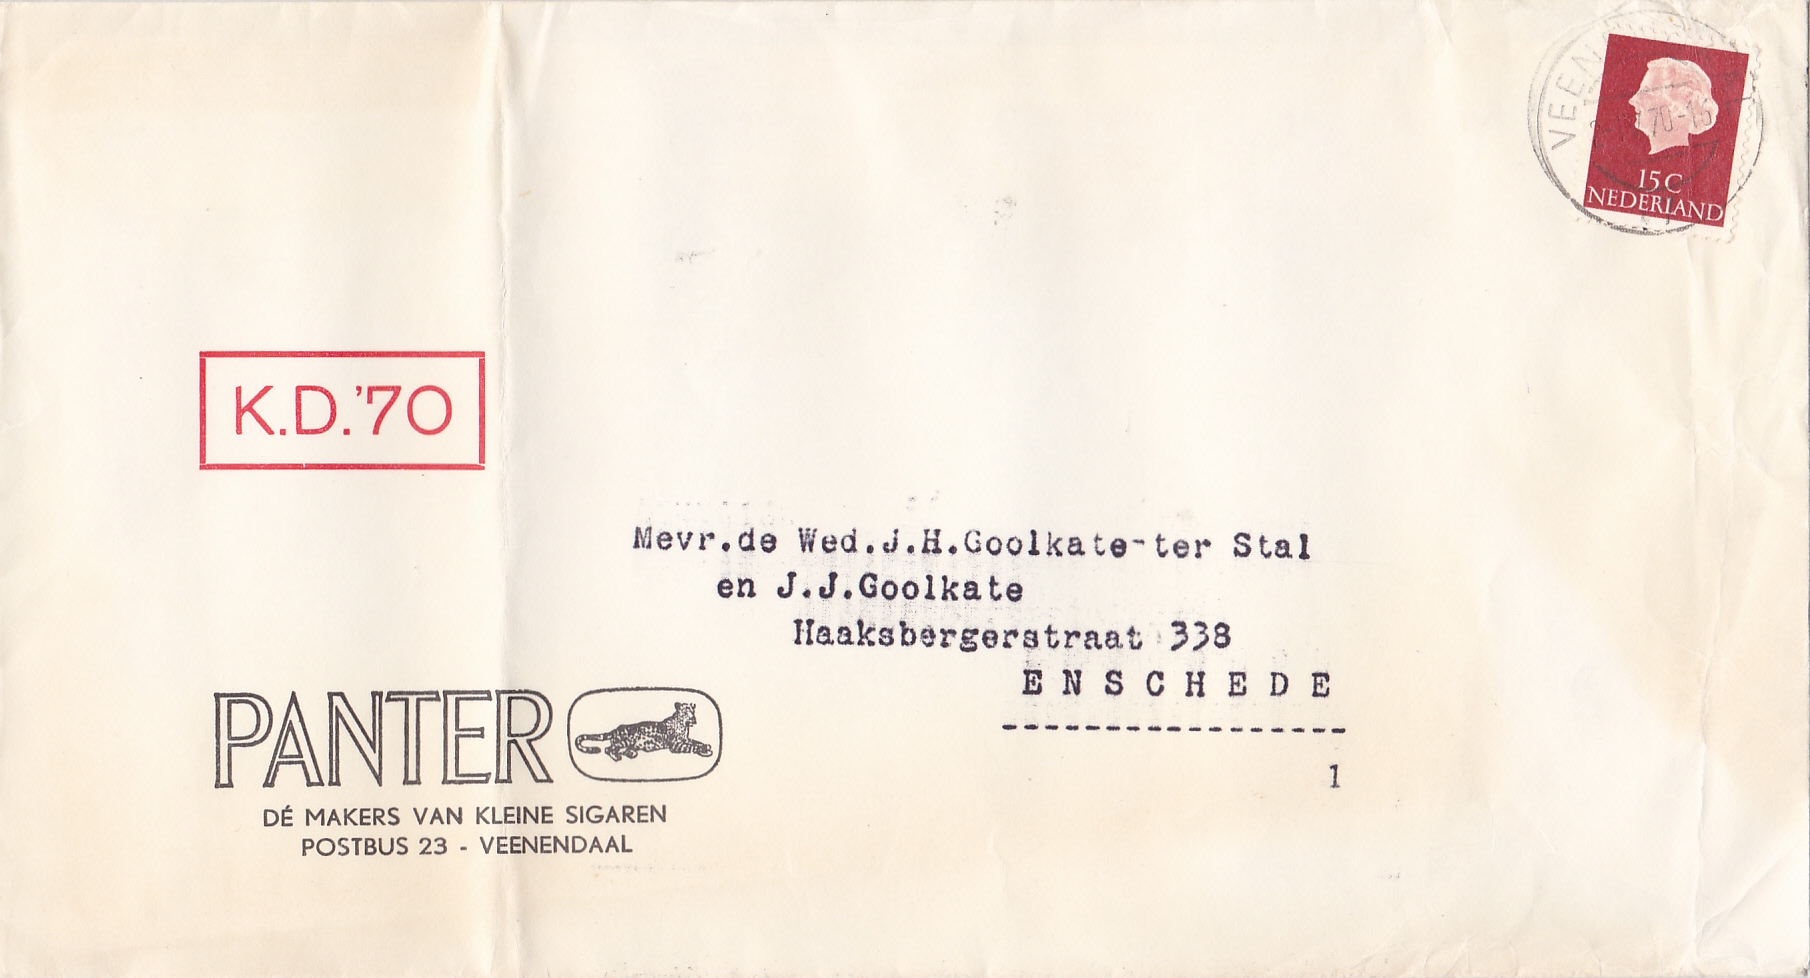 15C
NEDERLAND
K.D.'70
Mevr.de Wed.J.H.Goolkate-ter Stal
en J.J.Goolkate
Haaksbergerstraat 338
ENSCHEDE
1
PANTER
DÉ MAKERS VAN KLEINE SIGAREN
POSTBUS 23 - VEENENDAAL